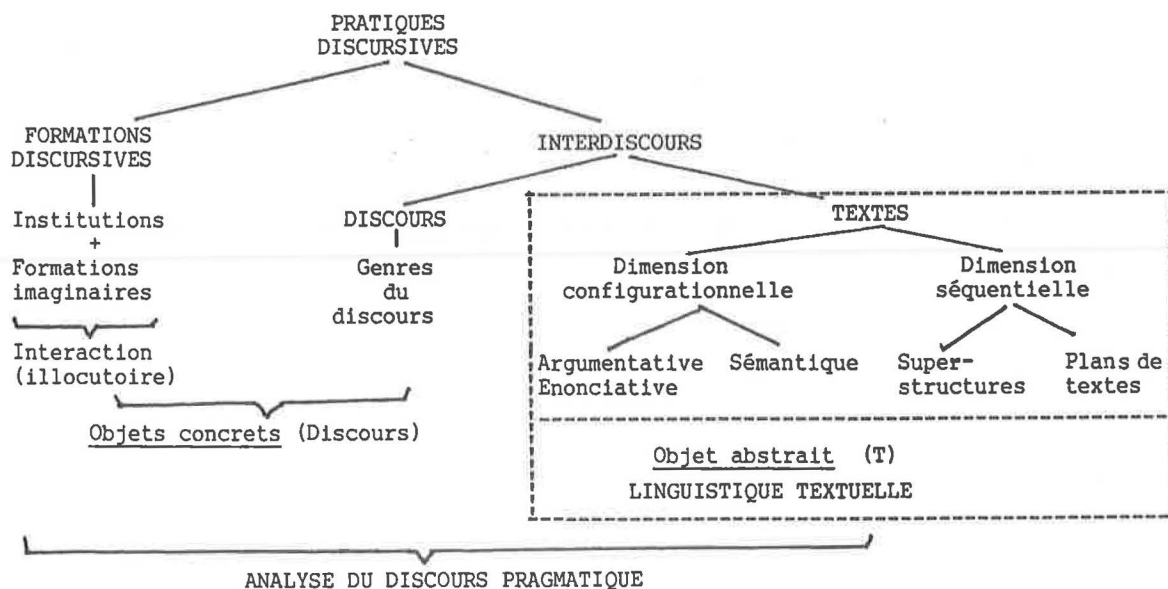 PRATIQUES
DISCURSIVES
FORMATIONS
DISCURSIVES
INTERDISCOURS
Institutions
+
Formations
imaginaires
Interaction
(illocutoire)
DISCOURS
Genres
du
discours
Objets concrets (Discours)
TEXTES
Dimension
configurationnelle
Dimension
séquentielle
Argumentative
Enonciative
Sémantique
Super-
structures
Plans de
textes
Objet abstrait (T)
LINGUISTIQUE TEXTUELLE
ANALYSE DU DISCOURS PRAGMATIQUE